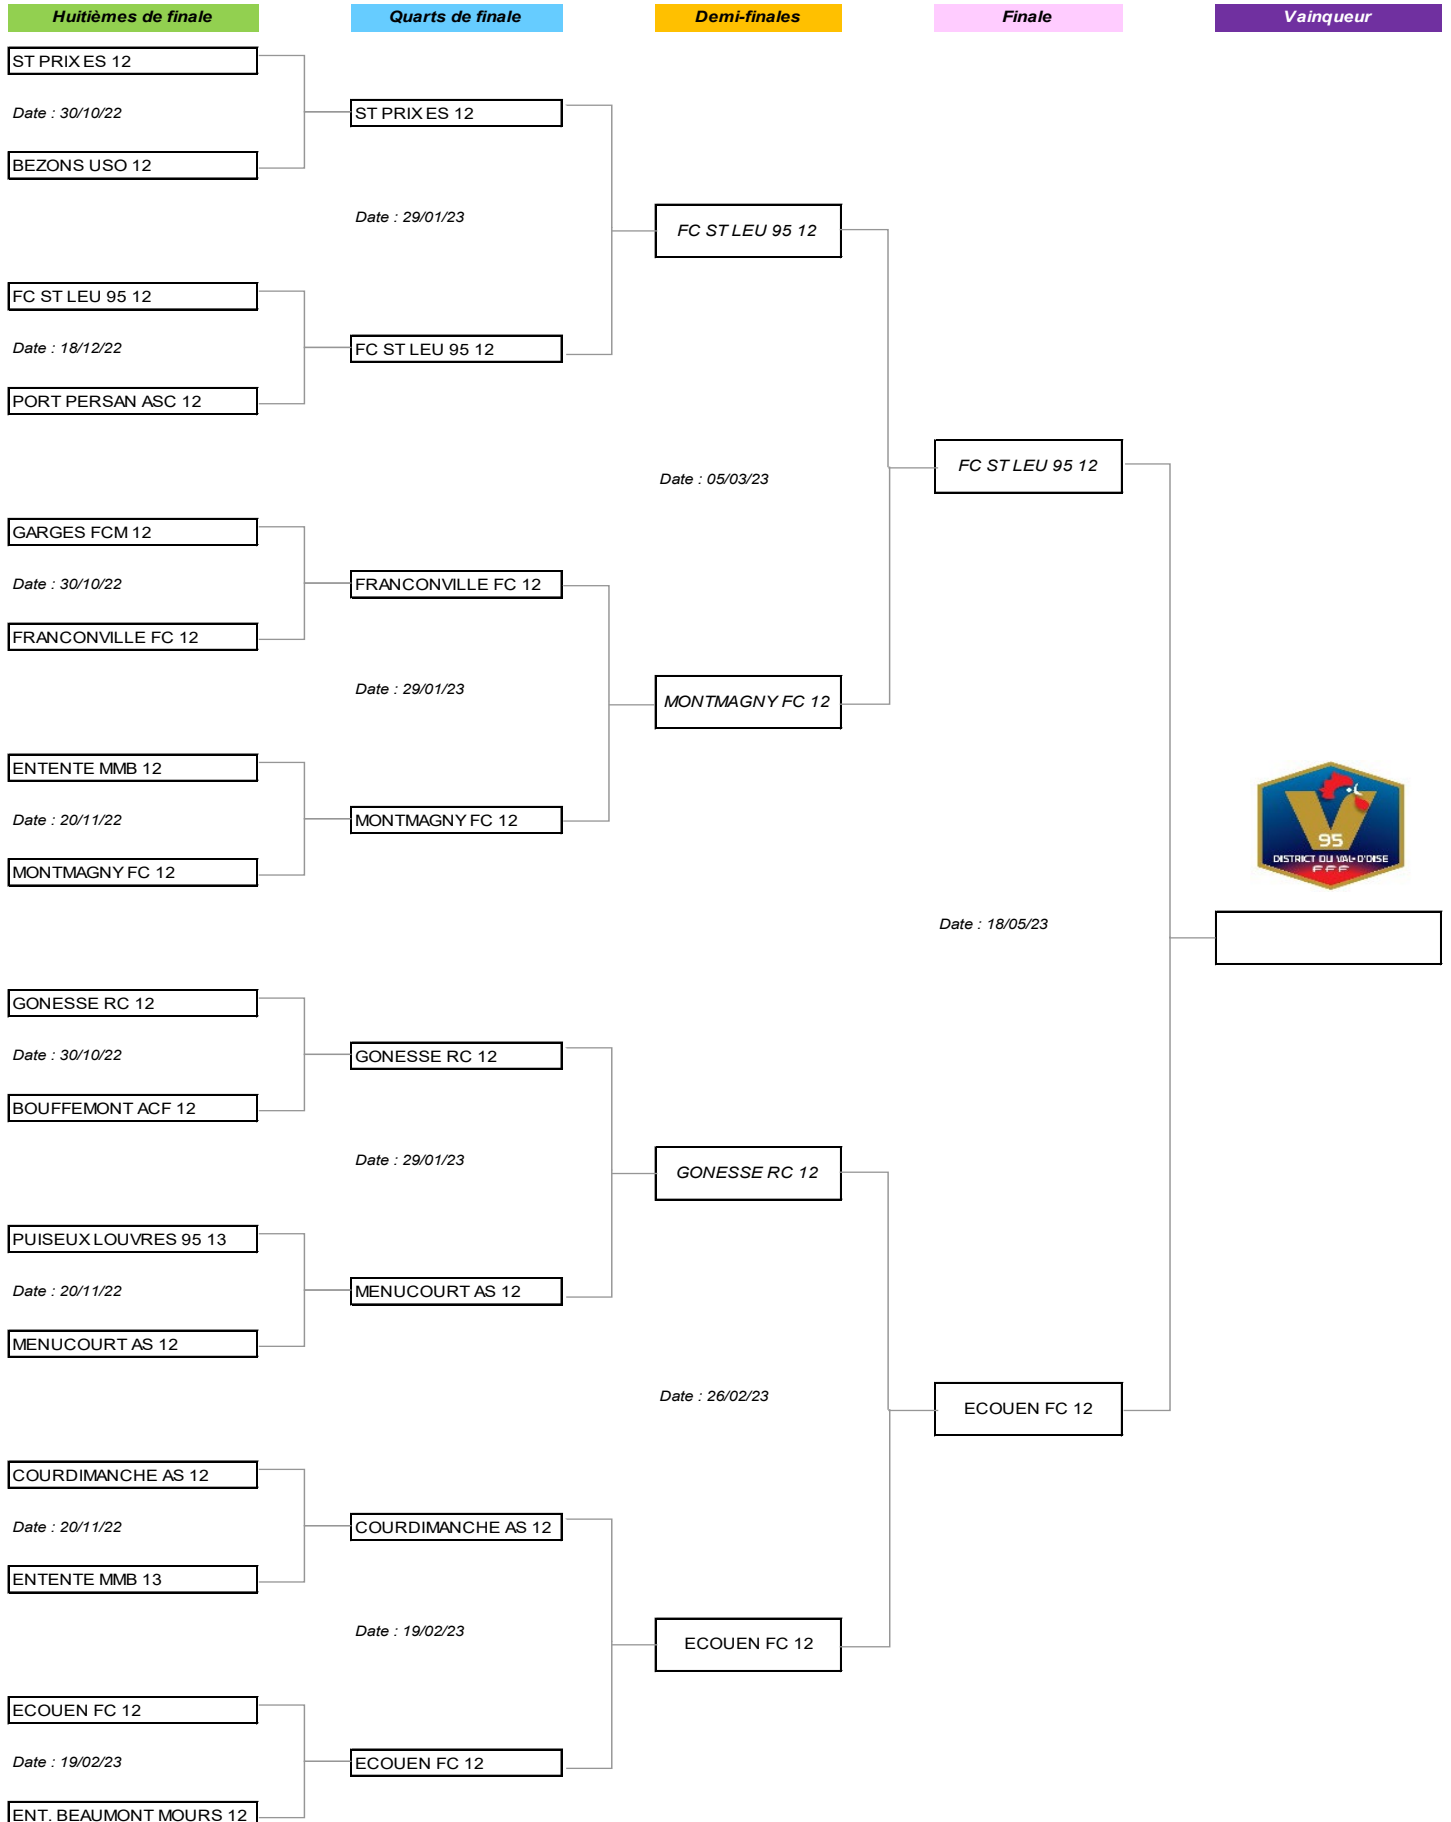 Huitièmes de finale
Quarts de finale
Demi-finales
Finale
Vainqueur
ST PRIX ES 12
Date : 30/10/22
ST PRIX ES 12
BEZONS USO 12
Date : 29/01/23
FC ST LEU 95 12
FC ST LEU 95 12
Date : 18/12/22
FC ST LEU 95 12
PORT PERSAN ASC 12
FC ST LEU 95 12
Date : 05/03/23
GARGES FCM 12
Date : 30/10/22
FRANCONVILLE FC 12
FRANCONVILLE FC 12
Date : 29/01/23
MONTMAGNY FC 12
ENTENTE MMB 12
Date : 20/11/22
MONTMAGNY FC 12
MONTMAGNY FC 12
V
95
DISTRICT DU VAL-D'OISE
FFF
Date : 18/05/23
GONESSE RC 12
Date : 30/10/22
GONESSE RC 12
BOUFFEMONT ACF 12
Date : 29/01/23
GONESSE RC 12
PUISEUX LOUVRES 95 13
Date : 20/11/22
MENUCOURT AS 12
MENUCOURT AS 12
Date : 26/02/23
ECOUEN FC 12
COURDIMANCHE AS 12
Date : 20/11/22
COURDIMANCHE AS 12
ENTENTE MMB 13
Date : 19/02/23
ECOUEN FC 12
ECOUEN FC 12
Date : 19/02/23
ECOUEN FC 12
ENT. BEAUMONT MOURS 12